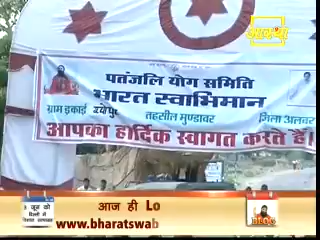 आस्था
पतंजलि योग समिति
भारत स्वाभिमान
ग्राम इकाई
तहसील मुण्डावर
जिला अलवर
आपका हार्दिक स्वागत करते हैं।
आज ही Lo
www.bharatswab